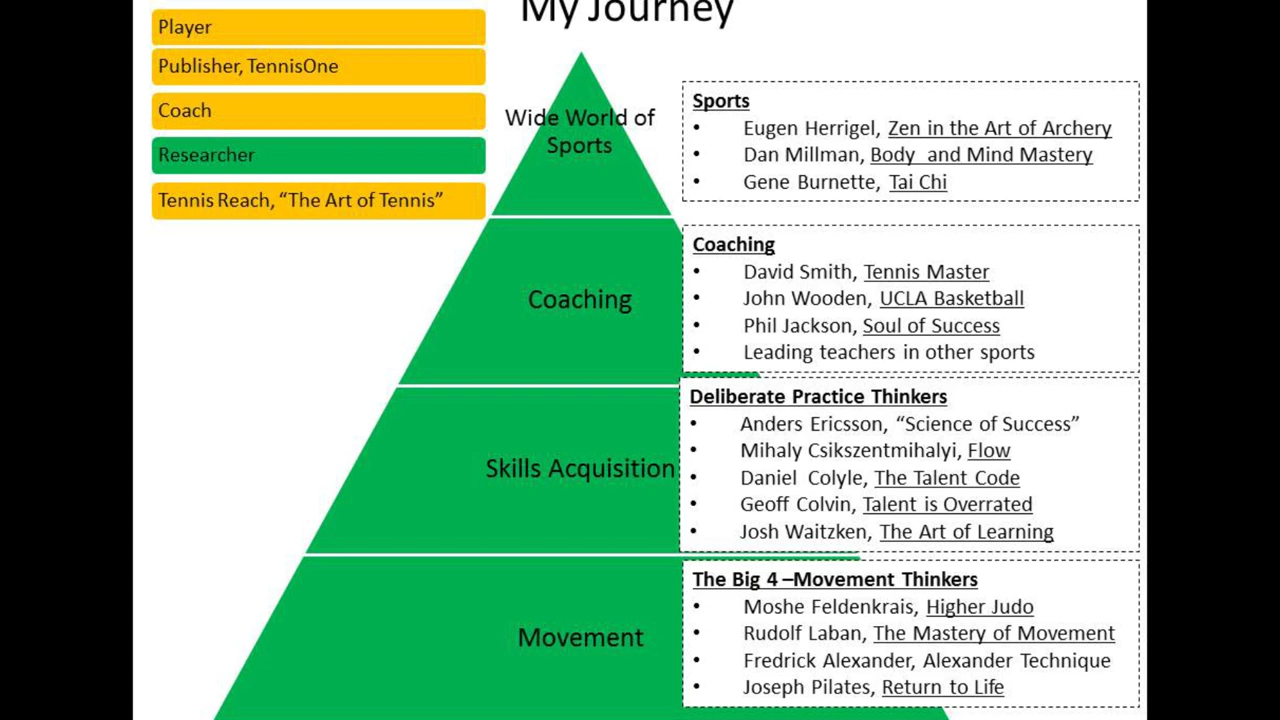 My Journey
Player
Publisher, TennisOne
Coach
Researcher
Tennis Reach, “The Art of Tennis”
Wide World of
Sports
Coaching
Skills Acquisition
Movement
Sports
• Eugen Herrigel, Zen in the Art of Archery
• Dan Millman, Body and Mind Mastery
• Gene Burnette, Tai Chi
Coaching
• David Smith, Tennis Master
• John Wooden, UCLA Basketball
• Phil Jackson, Soul of Success
• Leading teachers in other sports
Deliberate Practice Thinkers
• Anders Ericsson, “Science of Success”
• Mihaly Csikszentmihalyi, Flow
• Daniel Colyle, The Talent Code
• Geoff Colvin, Talent is Overrated
• Josh Waitzken, The Art of Learning
The Big 4 –Movement Thinkers
• Moshe Feldenkrais, Higher Judo
• Rudolf Laban, The Mastery of Movement
• Fredrick Alexander, Alexander Technique
• Joseph Pilates, Return to Life